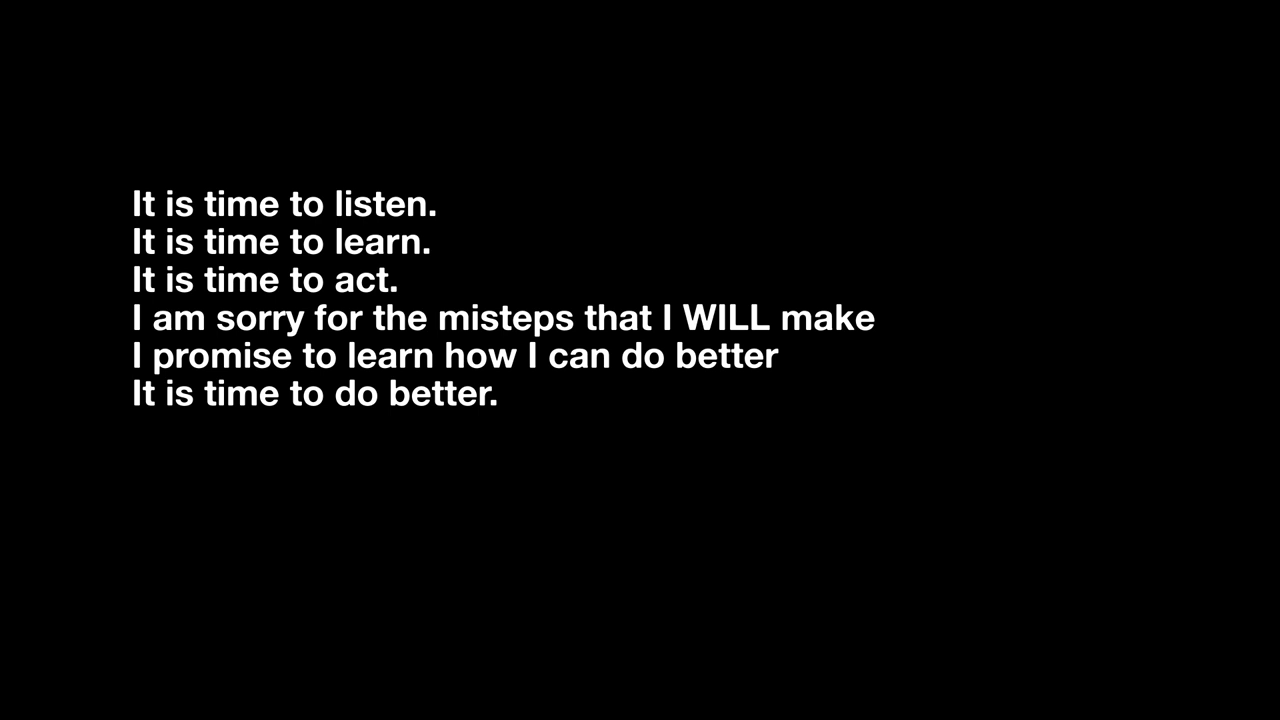 It is time to listen.
It is time to learn.
It is time to act.
I am sorry for the misteps that I WILL make
I promise to learn how I can do better
It is time to do better.